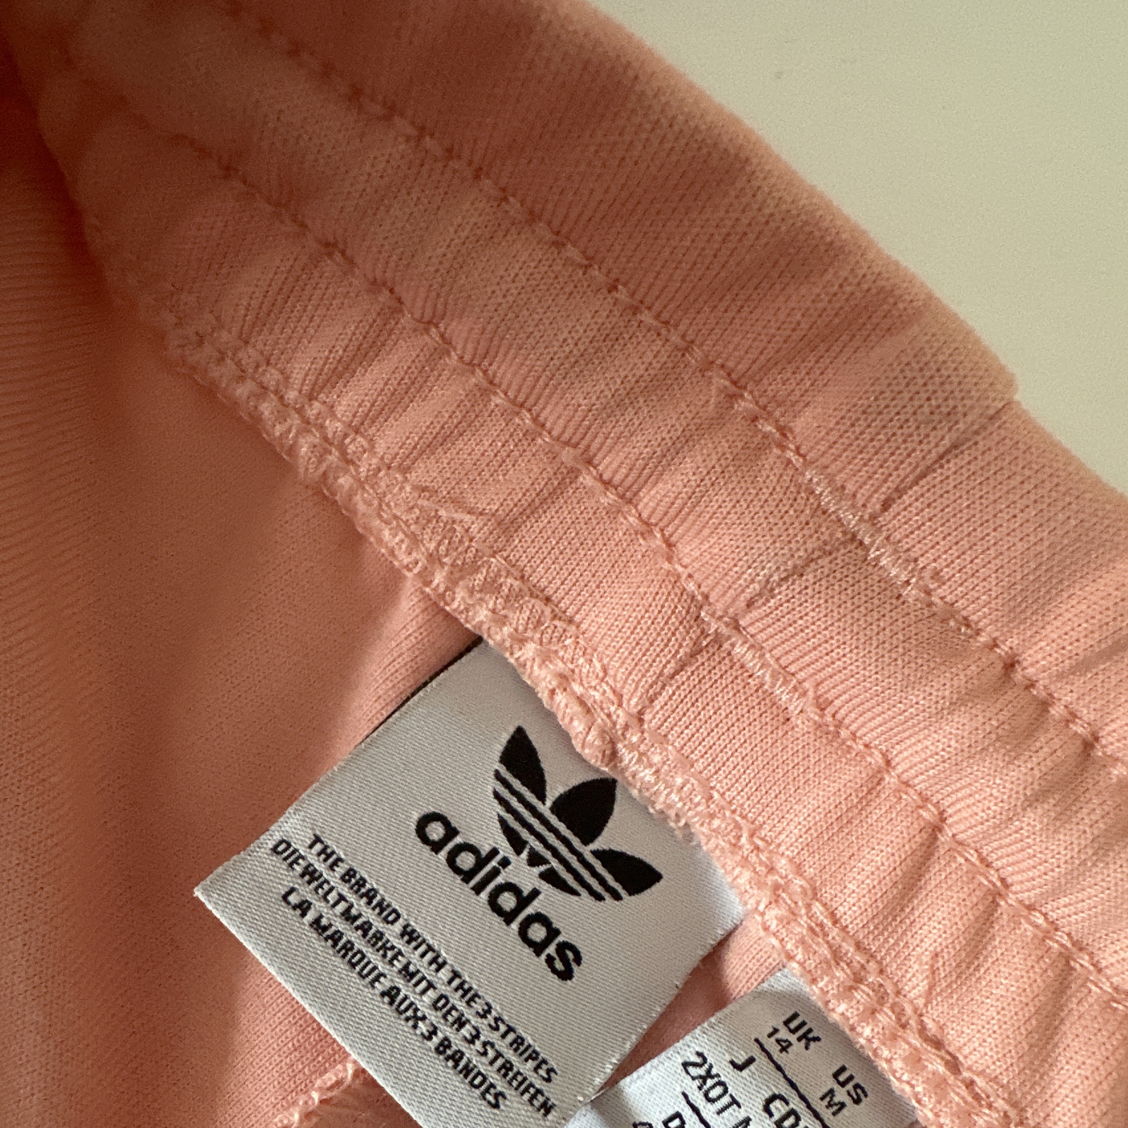 adidas
THE BRAND WITH THE 3 STRIPES
DIE WELTMARKE MIT DEN 3 STREIFEN
LA MARQUE AUX 3 BANDES
UK US
14 M
J
2XOT